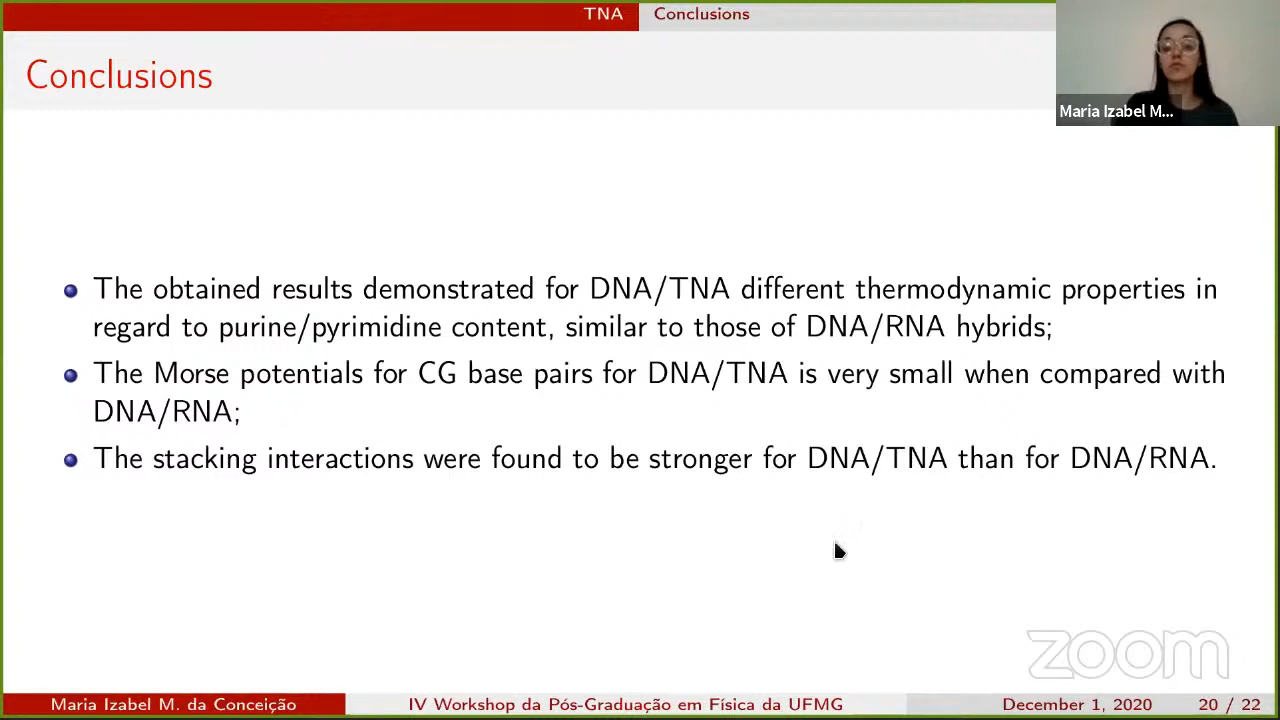 TNA Conclusions
Conclusions
Maria Izabel M...
The obtained results demonstrated for DNA/TNA different thermodynamic properties in
regard to purine/pyrimidine content, similar to those of DNA/RNA hybrids;
The Morse potentials for CG base pairs for DNA/TNA is very small when compared with
DNA/RNA;
The stacking interactions were found to be stronger for DNA/TNA than for DNA/RNA.
zoom
Maria Izabel M. da Conceição IV Workshop da Pós-Graduação em Física da UFMG December 1, 2020 20 / 22